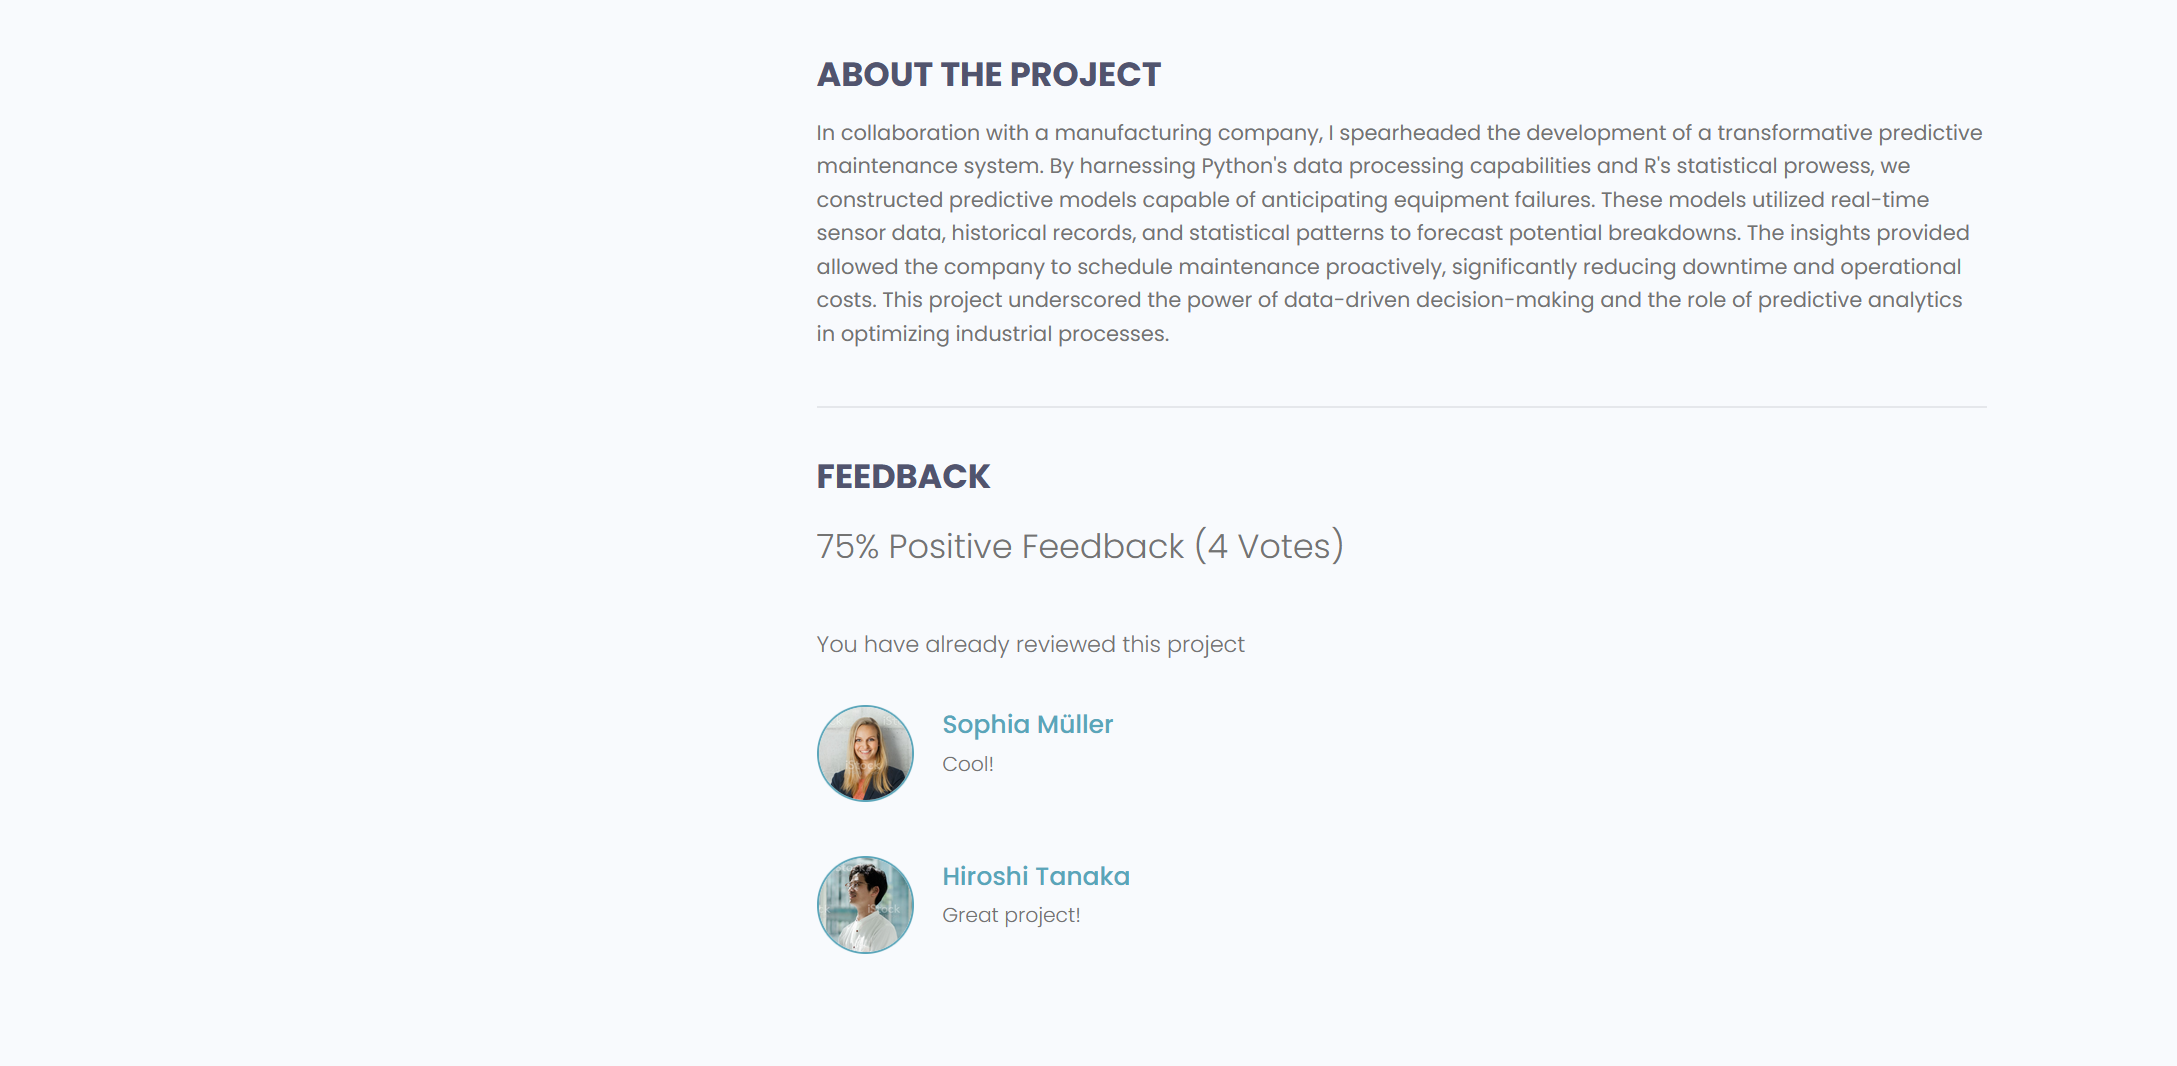 ABOUT THE PROJECT
In collaboration with a manufacturing company, I spearheaded the development of a transformative predictive
maintenance system. By harnessing Python's data processing capabilities and R's statistical prowess, we
constructed predictive models capable of anticipating equipment failures. These models utilized real-time
sensor data, historical records, and statistical patterns to forecast potential breakdowns. The insights provided
allowed the company to schedule maintenance proactively, significantly reducing downtime and operational
costs. This project underscored the power of data-driven decision-making and the role of predictive analytics
in optimizing industrial processes.
FEEDBACK
75% Positive Feedback (4 Votes)
You have already reviewed this project
Sophia Müller
Cool!
iStock
Hiroshi Tanaka
Great project!
iStock